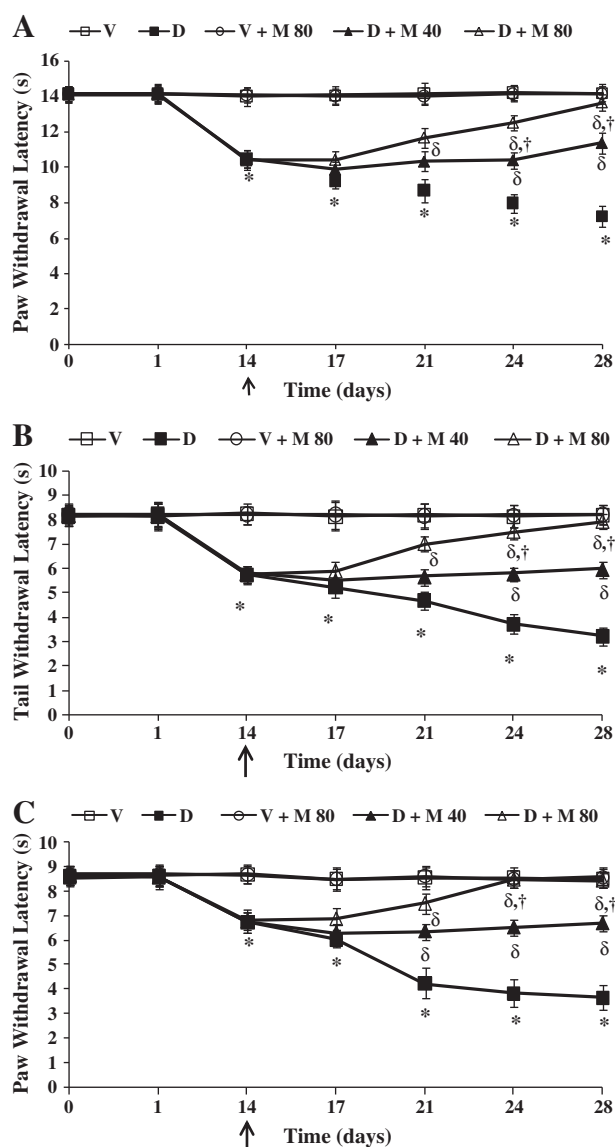 A
V D V + M 80 D + M 40 D + M 80
Paw Withdrawal Latency (s)
16
14
12
10
8
6
4
2
0
* * * * *
δ δ,† δ,†
δ δ
0 1 14 17 21 24 28
Time (days)
B
V D V + M 80 D + M 40 D + M 80
Tail Withdrawal Latency (s)
10
9
8
7
6
5
4
3
2
1
0
δ δ,† δ,†
δ δ
* * * * *
0 1 14 17 21 24 28
Time (days)
C
V D V + M 80 D + M 40 D + M 80
Paw Withdrawal Latency (s)
10
9
8
7
6
5
4
3
2
1
0
δ δ,† δ,†
δ δ δ
* * * * *
0 1 14 17 21 24 28
Time (days)